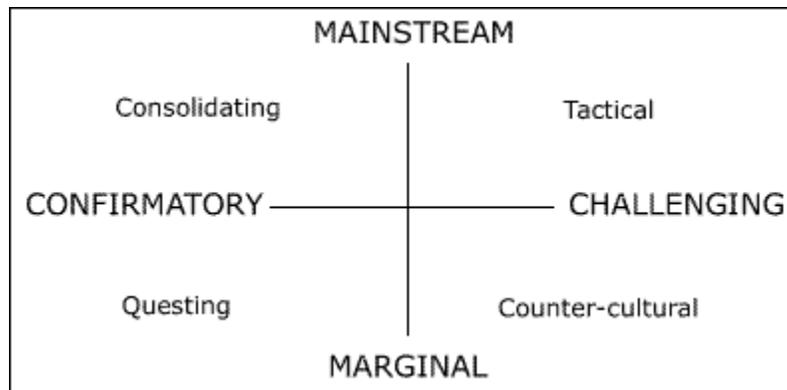 MAINSTREAM
Consolidating Tactical
CONFIRMATORY CHALLENGING
Questing Counter-cultural
MARGINAL